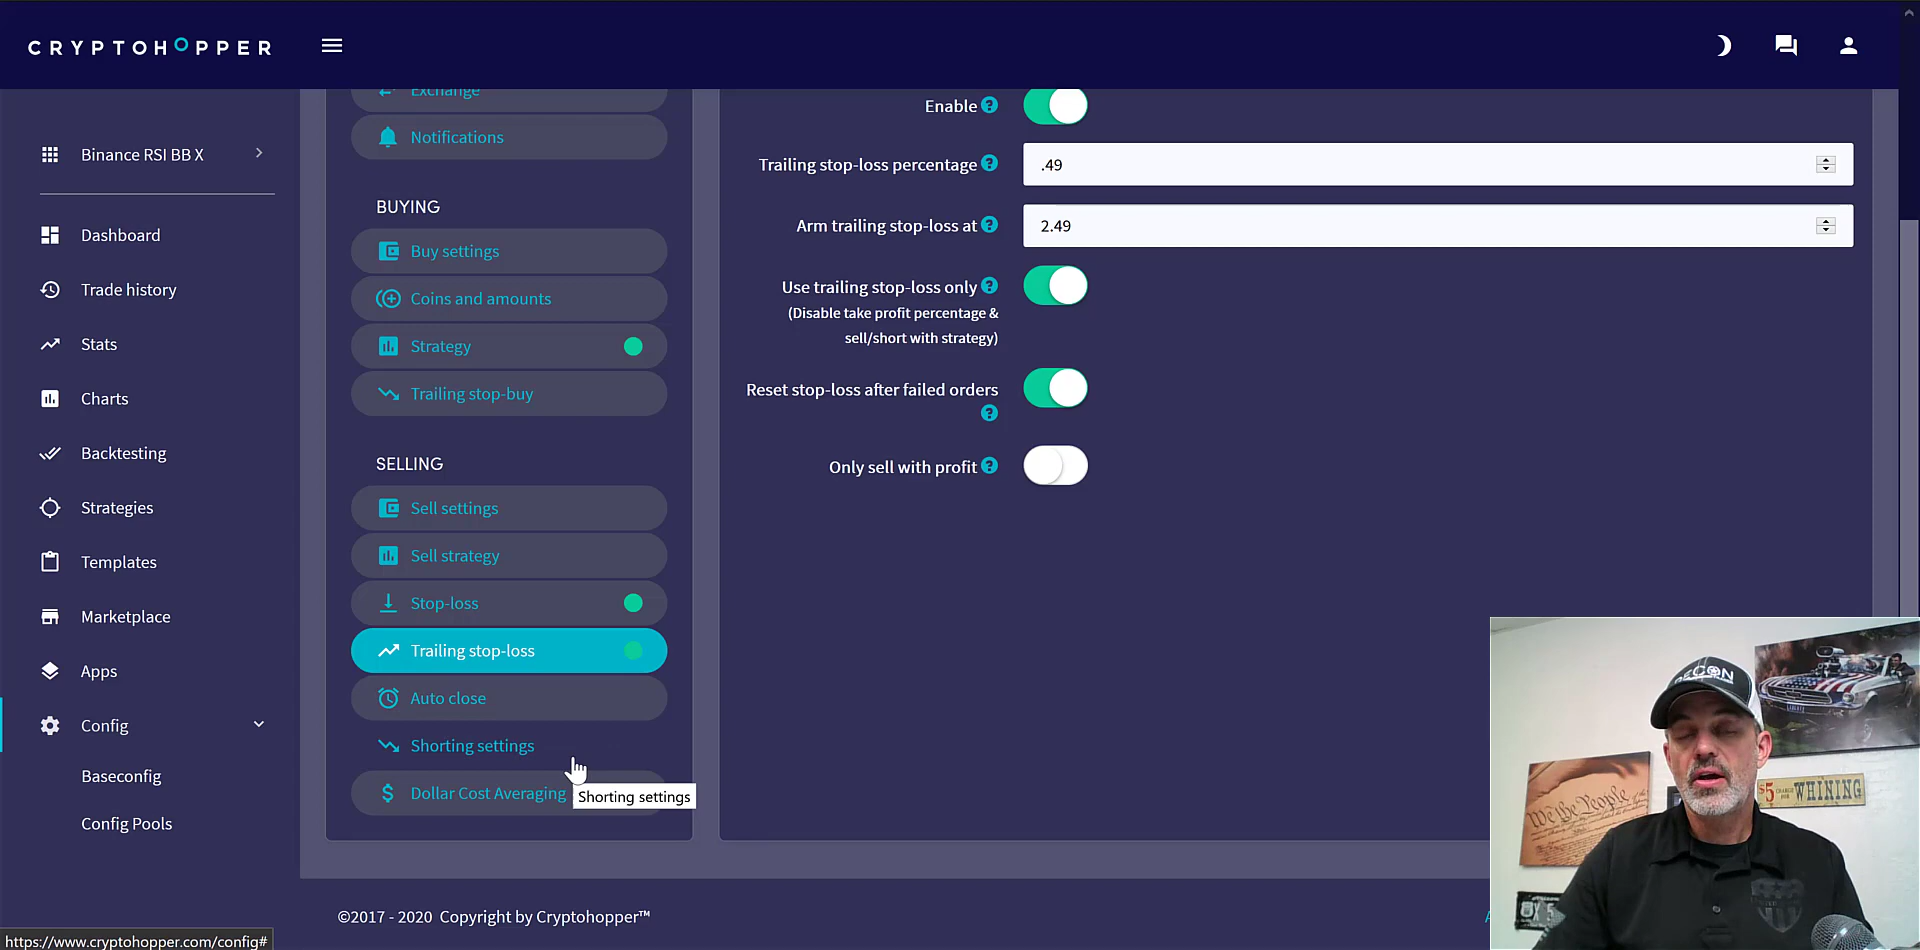 CRYPTOHOPPER
Binance RSI BB X
Dashboard
Trade history
Stats
Charts
Backtesting
Strategies
Templates
Marketplace
Apps
Config
Baseconfig
Config Pools
Exchange
Notifications
BUYING
Buy settings
Coins and amounts
Strategy
Trailing stop-buy
SELLING
Sell settings
Sell strategy
Stop-loss
Trailing stop-loss
Auto close
Shorting settings
Dollar Cost Averaging
Shorting settings
Enable ?
Trailing stop-loss percentage ?
.49
Arm trailing stop-loss at ?
2.49
Use trailing stop-loss only ?
(Disable take profit percentage &
sell/short with strategy)
Reset stop-loss after failed orders
?
Only sell with profit ?
We the People
$5 CHARGE FOR WHINING
©2017 - 2020 Copyright by Cryptohopper™
https://www.cryptohopper.com/config#